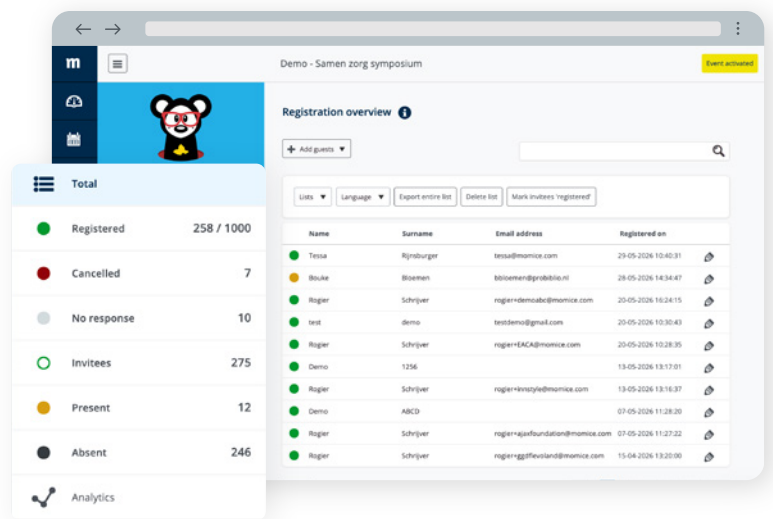 m
Demo - Samen zorg symposium
Event activated
Registration overview
Add guests
Lists Language Export entire list Delete list Mark invitees 'registered'
Name Surname Email address Registered on
Tessa Rijnsburger tessa@momice.com 29-05-2026 10:40:31
Bouke Bloemen bbloemen@probiblio.nl 28-05-2026 14:34:47
Rogier Schrijver rogier+demoabc@momice.com 20-05-2026 16:24:15
test demo testdemo@gmail.com 20-05-2026 10:30:43
Rogier Schrijver rogier+EACA@momice.com 20-05-2026 10:28:35
Demo 1256 13-05-2026 13:17:01
Rogier Schrijver rogier+innstyle@momice.com 13-05-2026 13:16:37
Demo ABCD 07-05-2026 11:28:20
Rogier Schrijver rogier+ajaxfoundation@momice.com 07-05-2026 11:27:22
Rogier Schrijver rogier+ggdflevoland@momice.com 15-04-2026 13:20:00
Total
Registered 258 / 1000
Cancelled 7
No response 10
Invitees 275
Present 12
Absent 246
Analytics